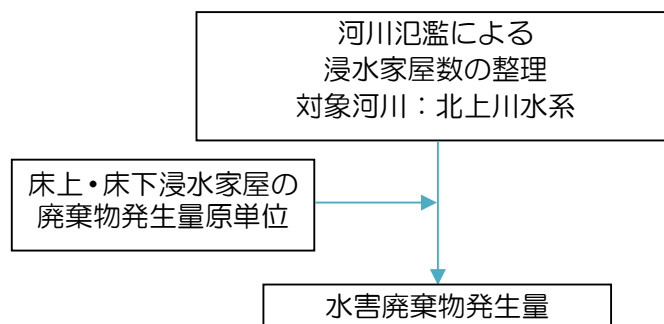 河川氾濫による
浸水家屋数の整理
対象河川：北上川水系
床上・床下浸水家屋の
廃棄物発生量原単位
水害廃棄物発生量